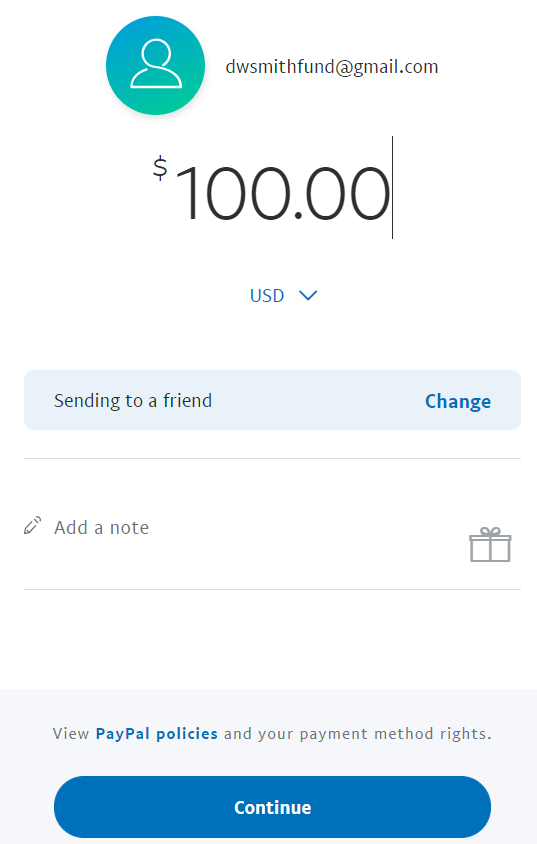 dwsmithfund@gmail.com
$100.00
USD
Sending to a friend Change
Add a note
View PayPal policies and your payment method rights.
Continue